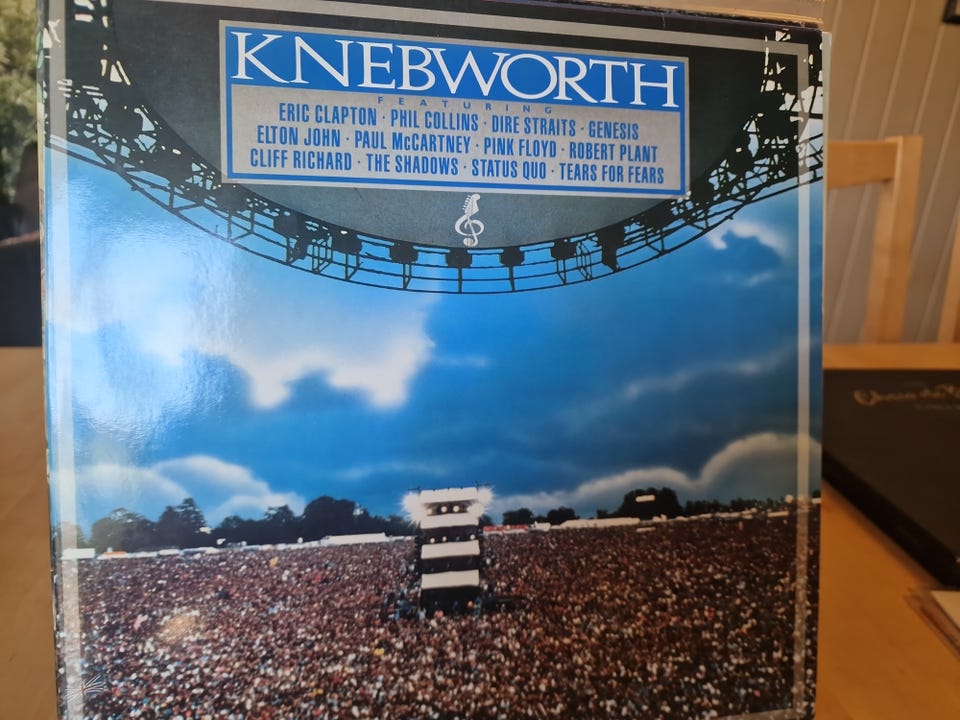 KNEBWORTH
FEATURING
ERIC CLAPTON · PHIL COLLINS · DIRE STRAITS · GENESIS
ELTON JOHN · PAUL McCARTNEY · PINK FLOYD · ROBERT PLANT
CLIFF RICHARD · THE SHADOWS · STATUS QUO · TEARS FOR FEARS